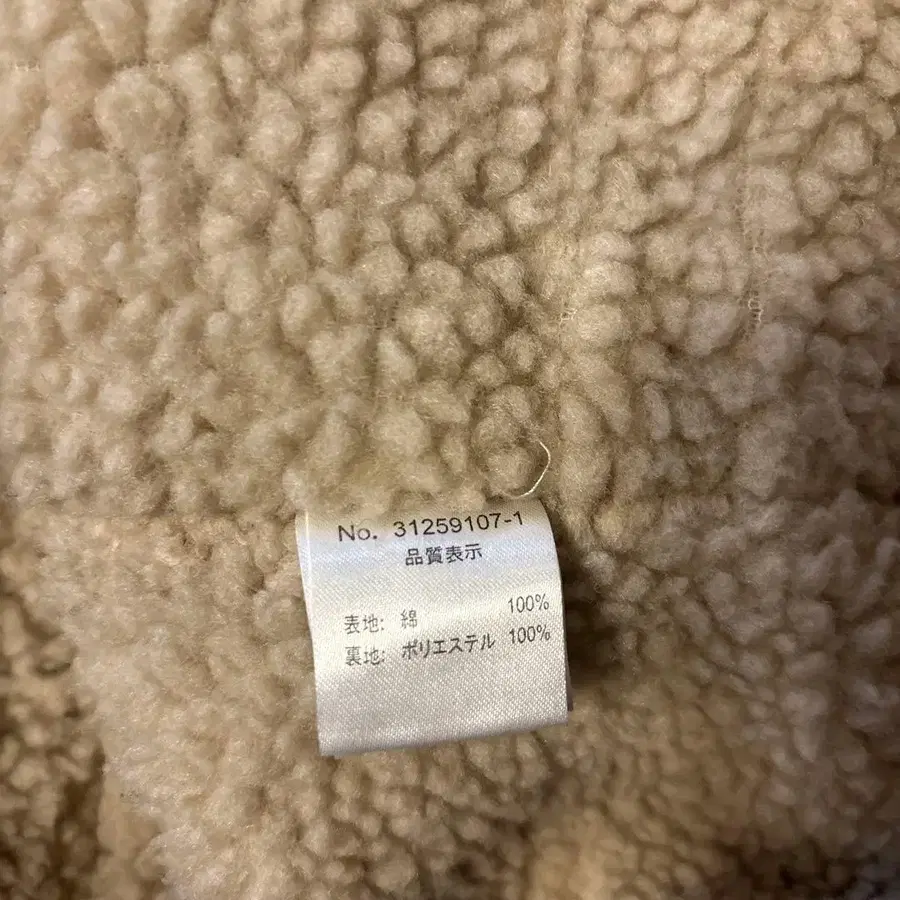 No. 31259107-1
品質表示
表地: 綿 100%
裏地: ポリエステル 100%